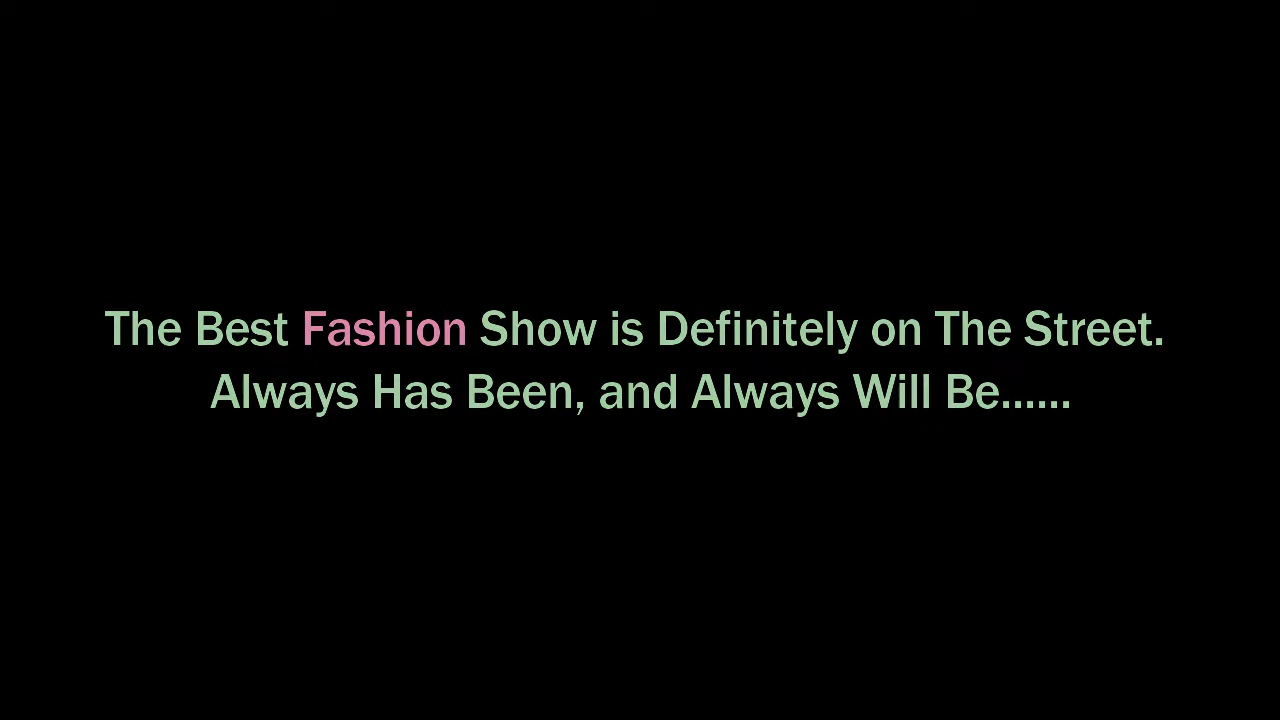 The Best Fashion Show is Definitely on The Street.
Always Has Been, and Always Will Be......